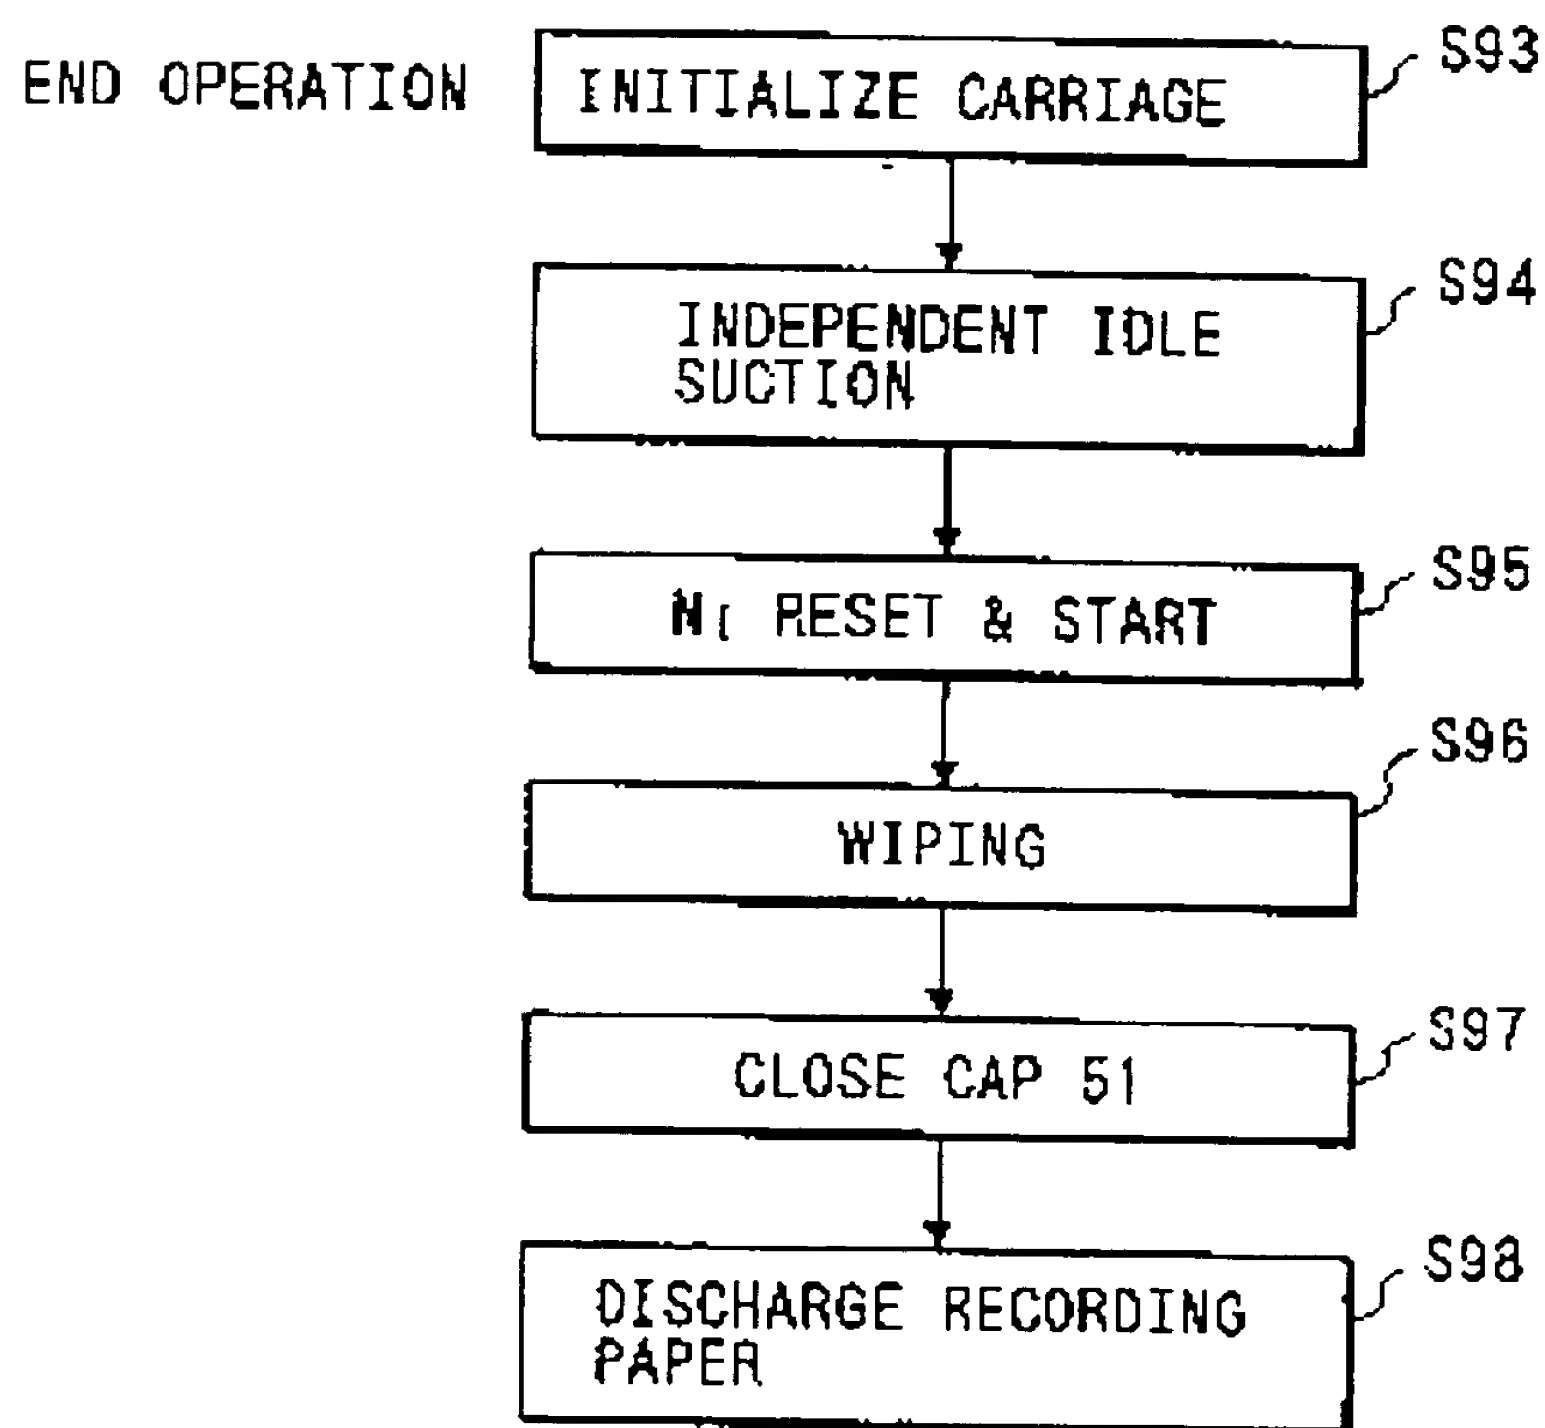 END OPERATION
INITIALIZE CARRIAGE
S93
INDEPENDENT IDLE
SUCTION
S94
RESET & START
S95
WIPING
S96
CLOSE CAP 51
S97
DISCHARGE RECORDING
PAPER
S98